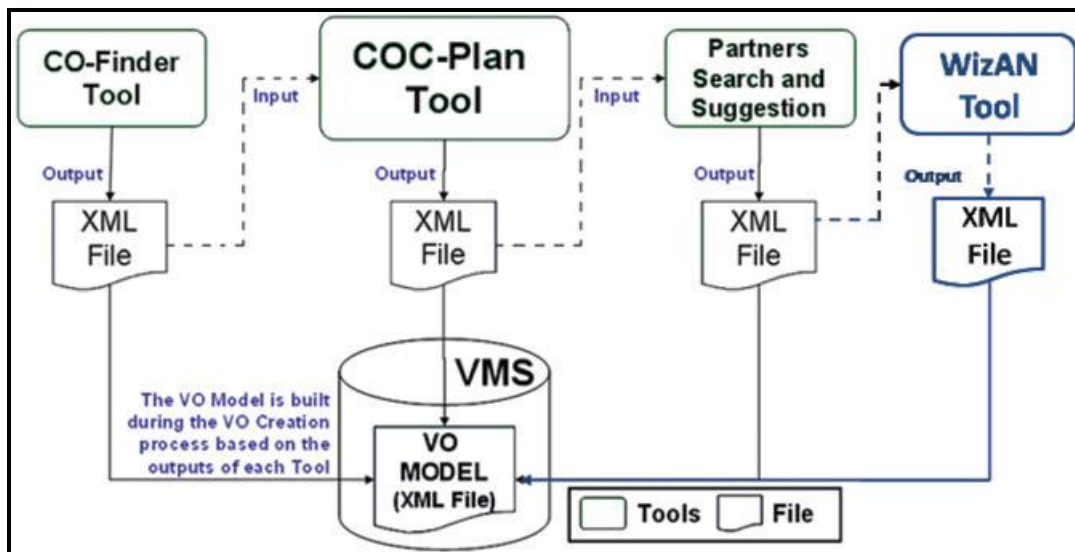 CO-Finder
Tool
COC-Plan
Tool
Partners
Search and
Suggestion
WizAN
Tool
Input
Input
Output
Output
Output
Output
XML
File
XML
File
XML
File
XML
File
VMS
The VO Model is built
during the VO Creation
process based on the
outputs of each Tool
VO
MODEL
(XML File)
Tools
File